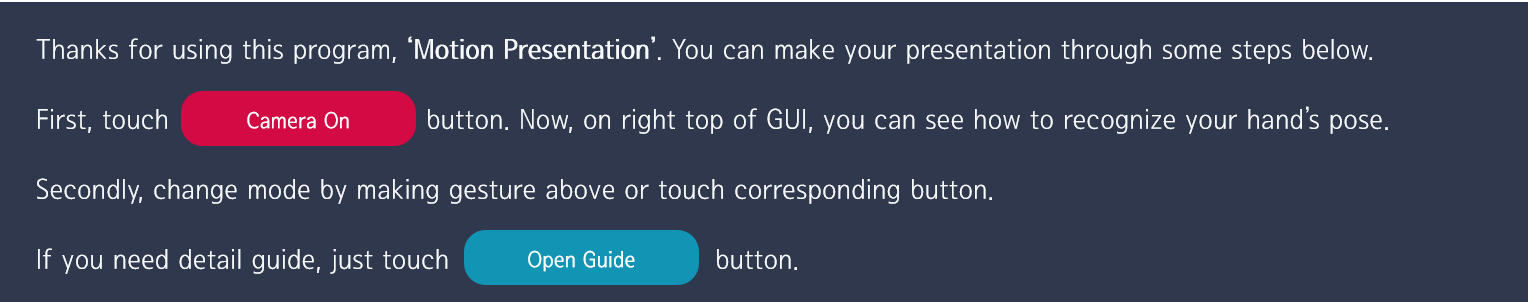 Thanks for using this program, ‘Motion Presentation’. You can make your presentation through some steps below.
First, touch Camera On button. Now, on right top of GUI, you can see how to recognize your hand’s pose.
Secondly, change mode by making gesture above or touch corresponding button.
If you need detail guide, just touch Open Guide button.